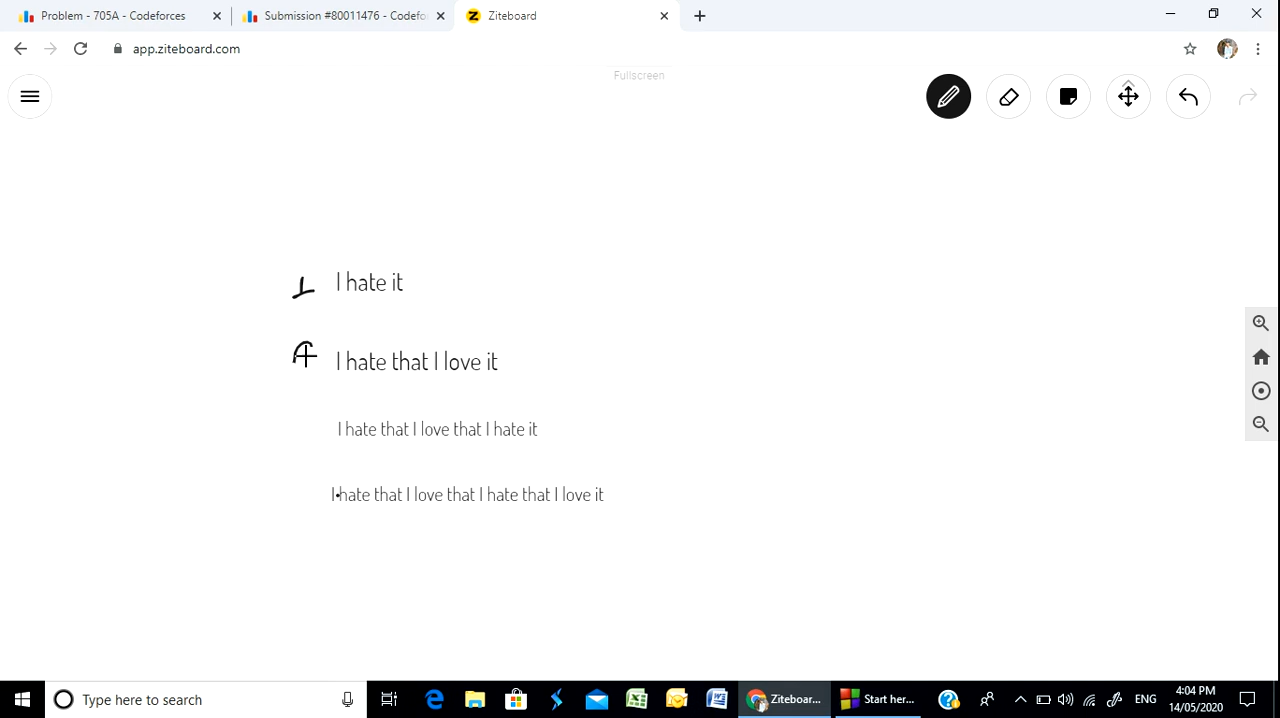 Problem - 705A - Codeforces
Submission #80011476 - Codefo
Ziteboard
app.ziteboard.com
Fullscreen
I hate it
I hate that I love it
I hate that I love that I hate it
I hate that I love that I hate that I love it
Type here to search
Ziteboar...
Start her...
ENG
4:04 PM
14/05/2020